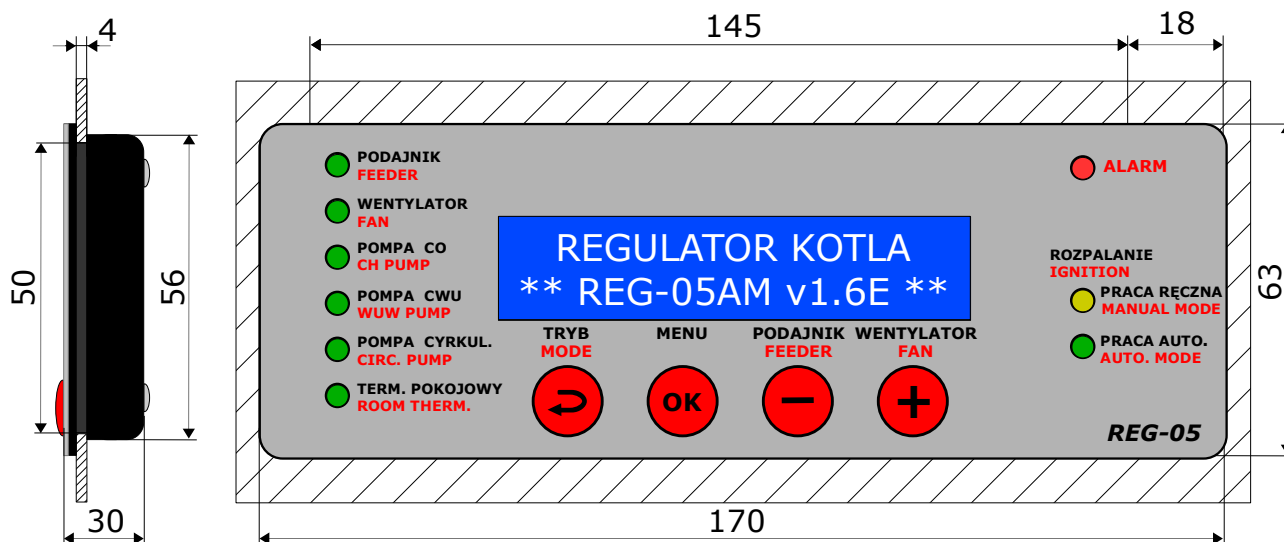 4
145
18
50
56
30
PODAJNIK
FEEDER
WENTYLATOR
FAN
POMPA CO
CH PUMP
POMPA CWU
WUW PUMP
POMPA CYRKUL.
CIRC. PUMP
TERM. POKOJOWY
ROOM THERM.
REGULATOR KOTLA
** REG-05AM v1.6E **
TRYB
MODE
MENU
PODAJNIK
FEEDER
WENTYLATOR
FAN
OK
ALARM
ROZPALANIE
IGNITION
PRACA RĘCZNA
MANUAL MODE
PRACA AUTO.
AUTO. MODE
REG-05
63
170